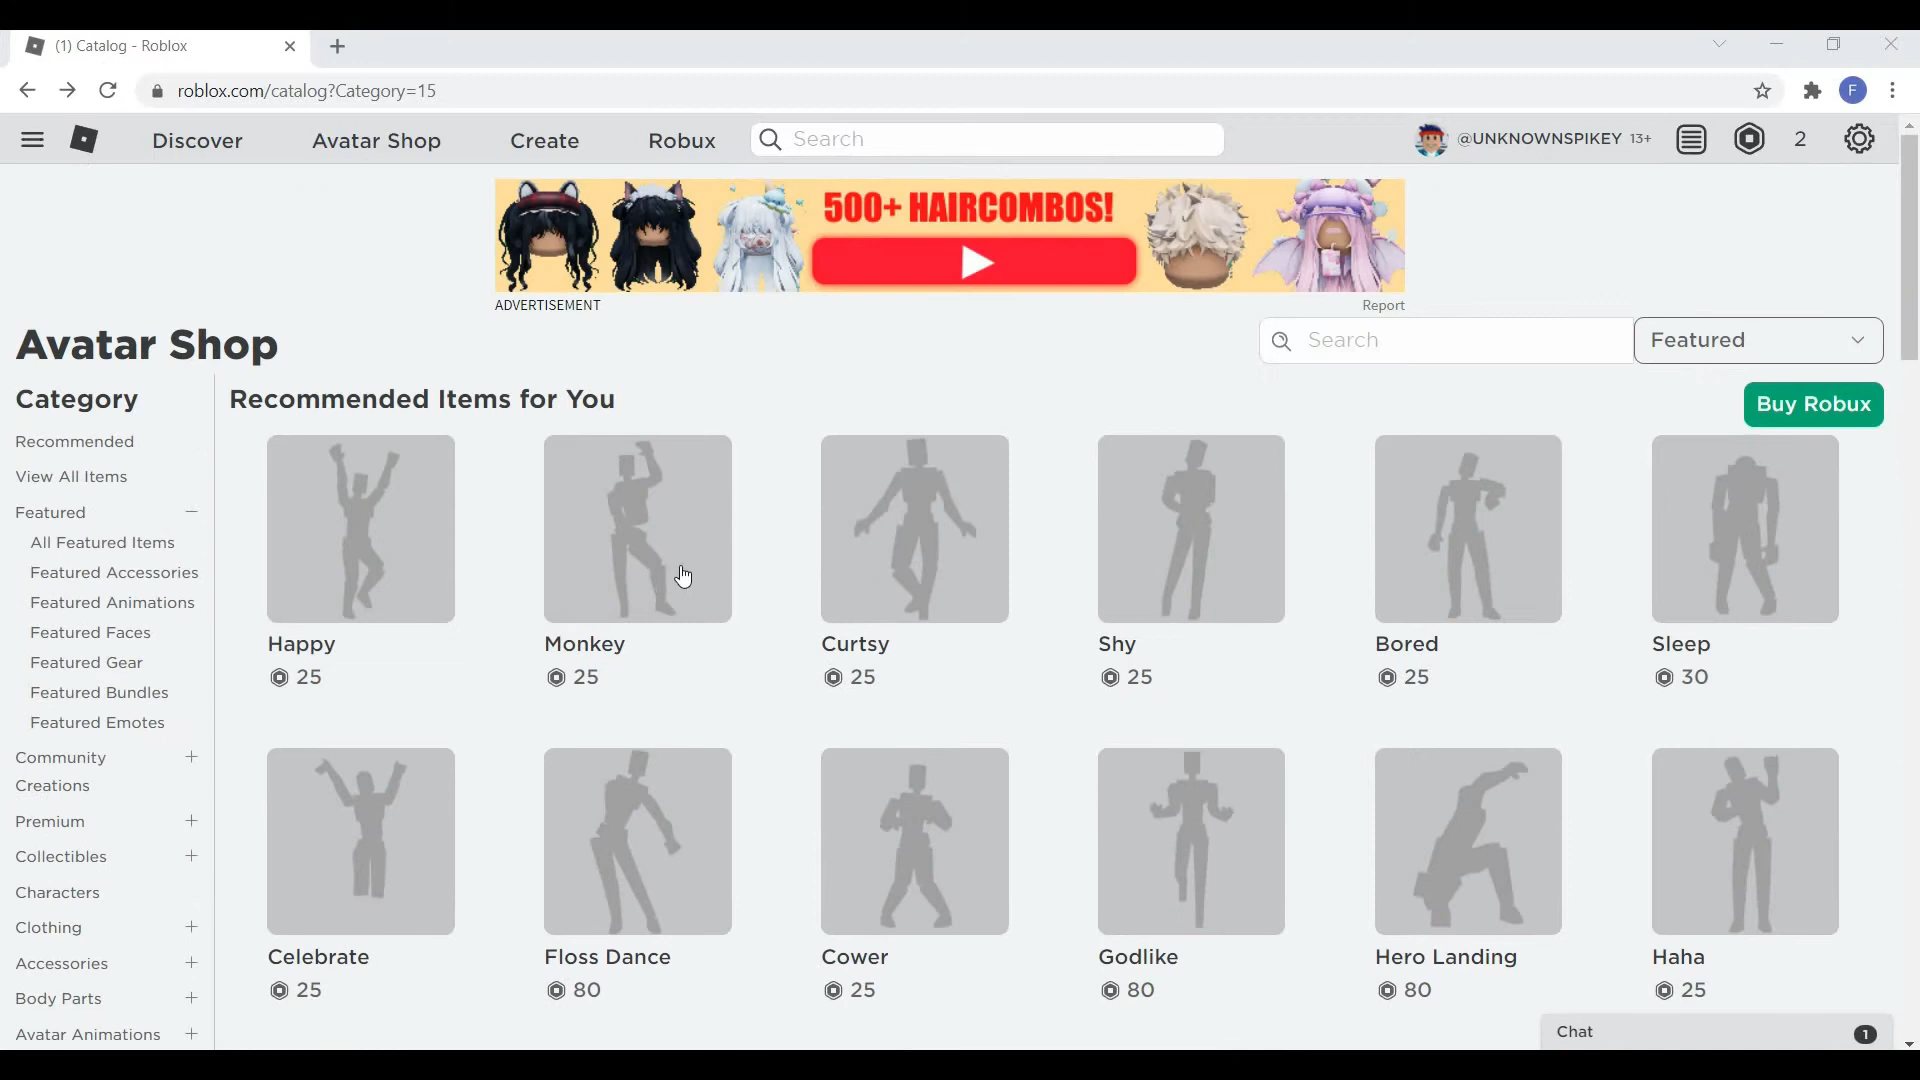 (1) Catalog - Roblox
roblox.com/catalog?Category=15
F
Discover
Avatar Shop
Create
Robux
Search
@UNKNOWNSPIKEY 13+
2
500+ HAIRCOMBOS!
ADVERTISEMENT
Report
Avatar Shop
Search
Featured
Category
Recommended
View All Items
Featured
All Featured Items
Featured Accessories
Featured Animations
Featured Faces
Featured Gear
Featured Bundles
Featured Emotes
Community
Creations
Premium
Collectibles
Characters
Clothing
Accessories
Body Parts
Avatar Animations
Recommended Items for You
Buy Robux
Happy
25
Monkey
25
Curtsy
25
Shy
25
Bored
25
Sleep
30
Celebrate
25
Floss Dance
80
Cower
25
Godlike
80
Hero Landing
80
Haha
25
Chat
1